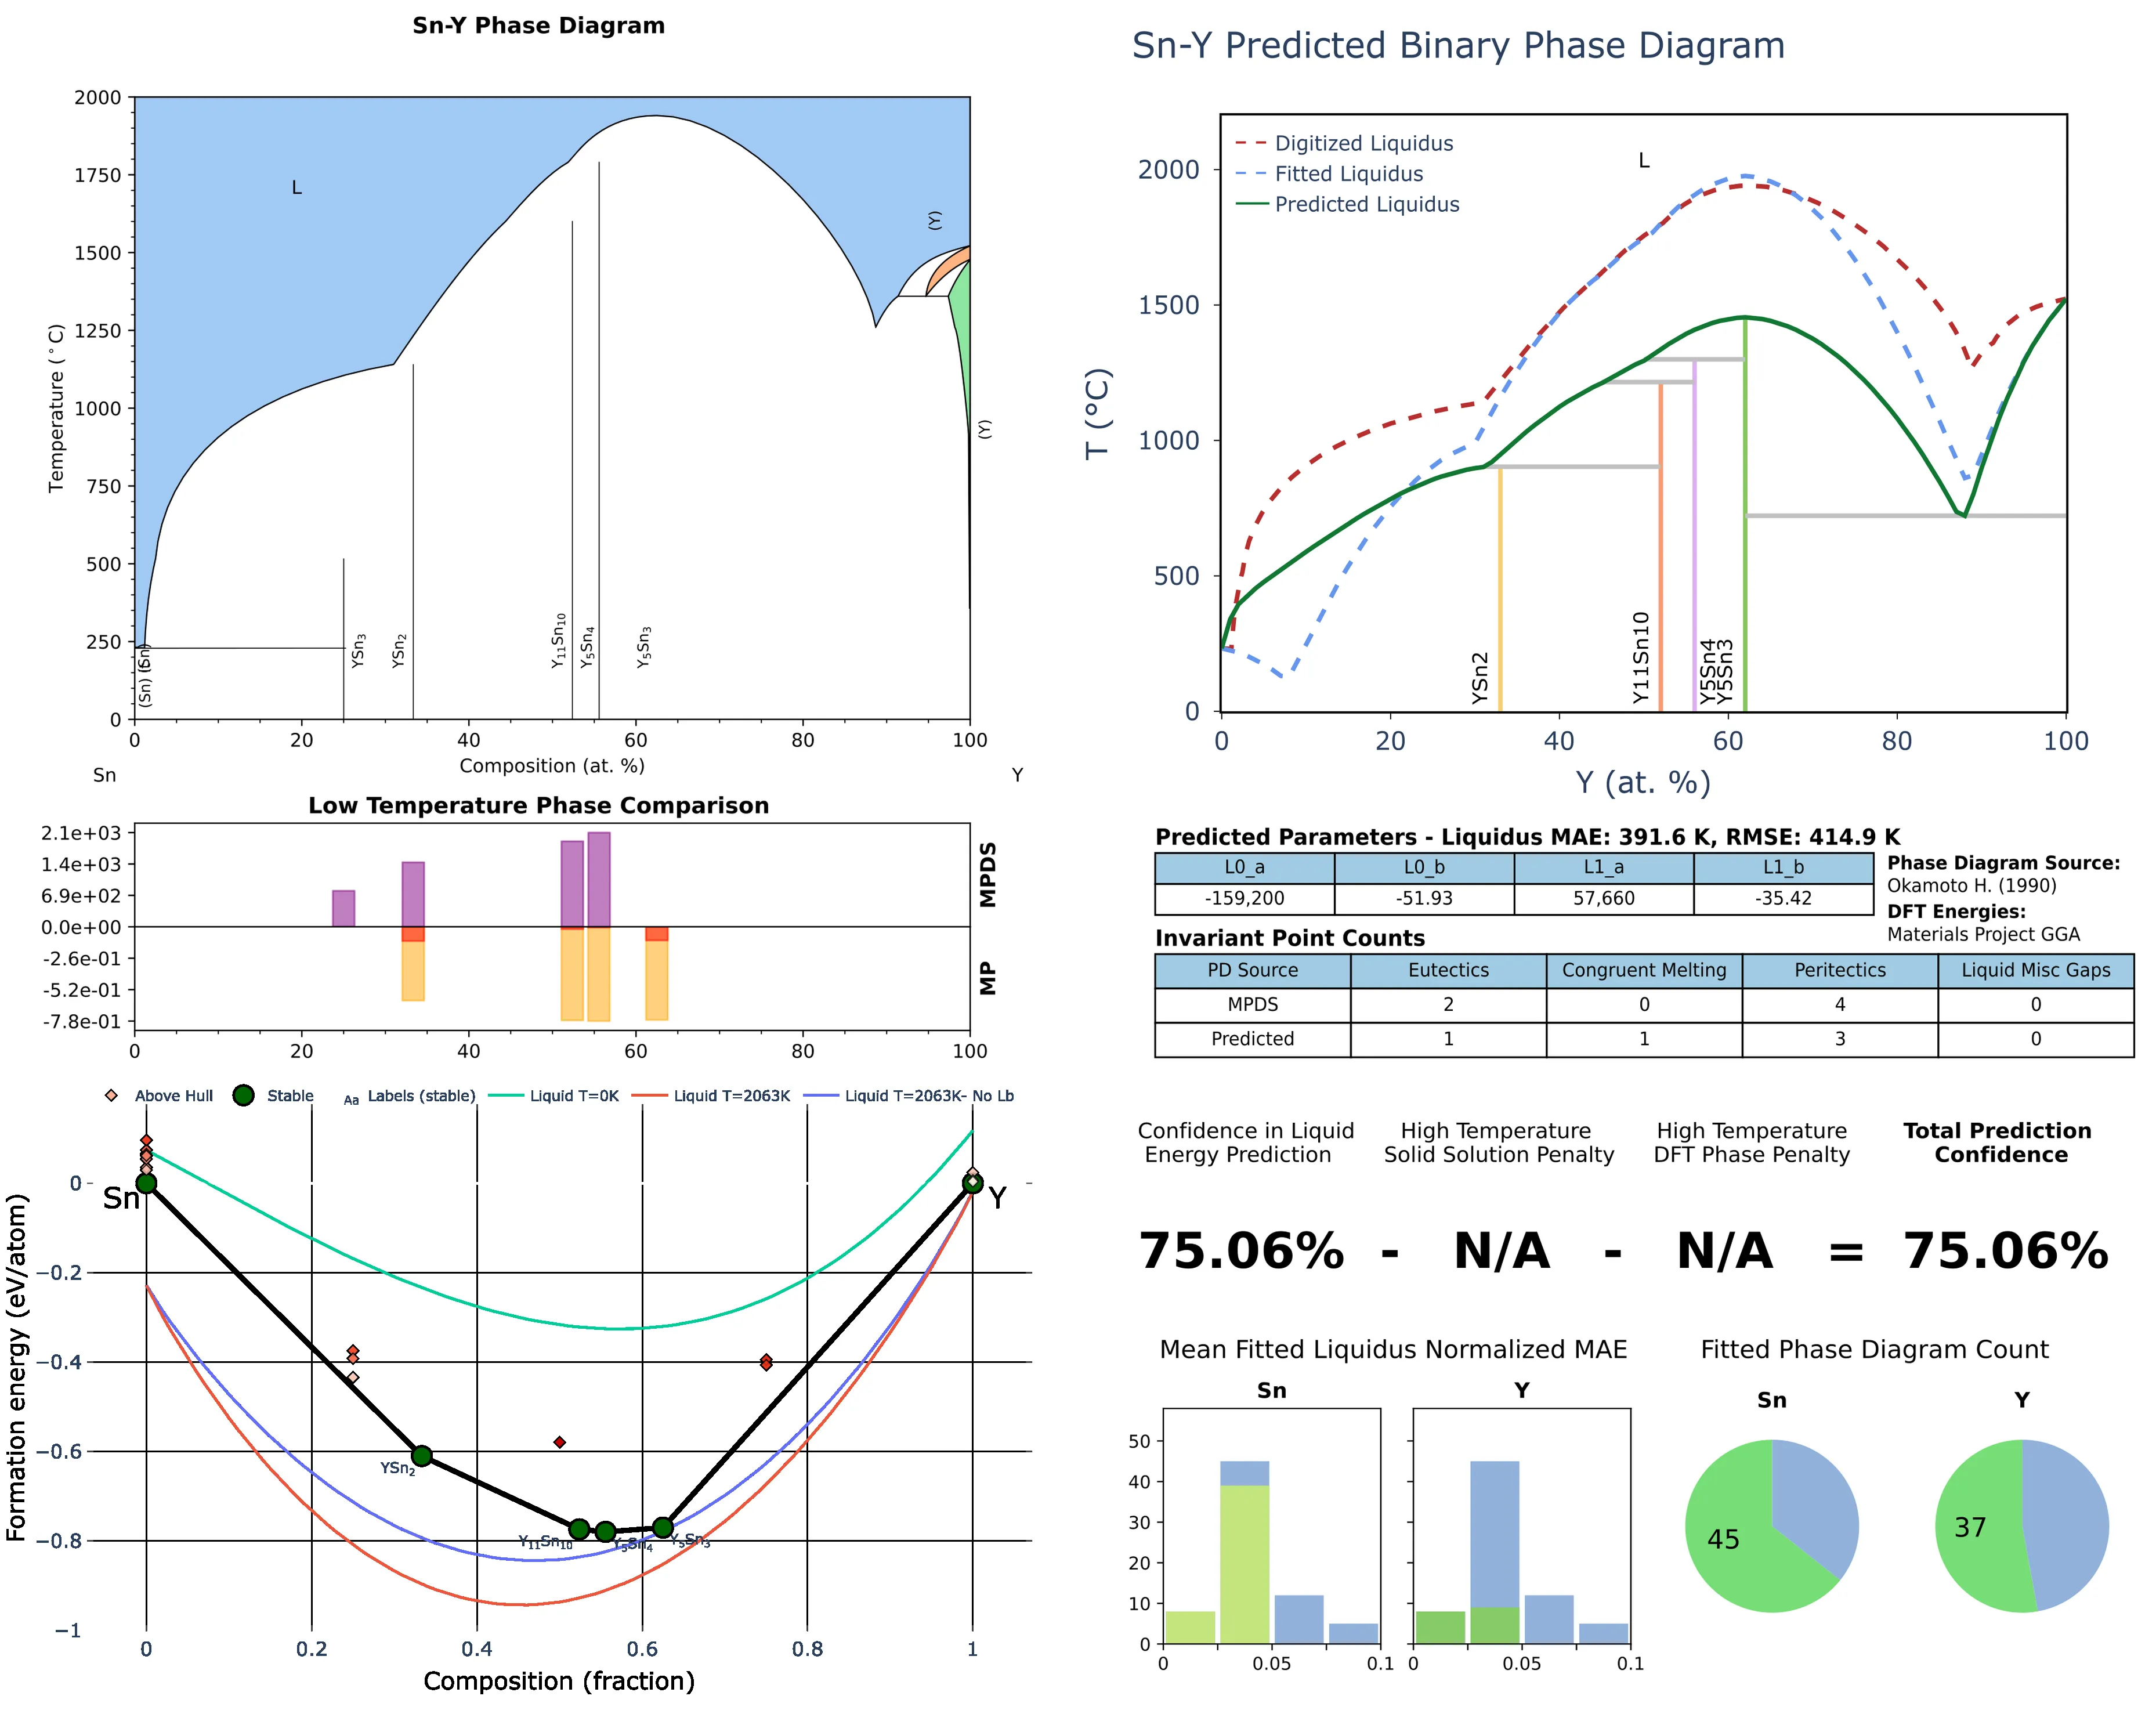 Sn-Y Phase Diagram
2000
1750
1500
1250
1000
750
500
250
0
Temperature (°C)
L
(Y)
(Y)
(Sn)
(Sn)
YSn3
YSn2
Y11Sn10
Y5Sn4
Y5Sn3
0 20 40 60 80 100
Composition (at. %)
Sn
Y
Low Temperature Phase Comparison
2.1e+03
1.4e+03
6.9e+02
0.0e+00
-2.6e-01
-5.2e-01
-7.8e-01
MPDS
MP
0 20 40 60 80 100
Above Hull
Stable
Aa Labels (stable)
Liquid T=0K
Liquid T=2063K
Liquid T=2063K- No Lb
0
−0.2
−0.4
−0.6
−0.8
−1
Formation energy (eV/atom)
Sn
Y
YSn2
Y11Sn10
Y5Sn4
Y5Sn3
0 0.2 0.4 0.6 0.8 1
Composition (fraction)
Sn-Y Predicted Binary Phase Diagram
Digitized Liquidus
Fitted Liquidus
Predicted Liquidus
L
2000
1500
1000
500
0
T (°C)
YSn2
Y11Sn10
Y5Sn4
Y5Sn3
0 20 40 60 80 100
Y (at. %)
Predicted Parameters - Liquidus MAE: 391.6 K, RMSE: 414.9 K
L0_a L0_b L1_a L1_b
-159,200 -51.93 57,660 -35.42
Phase Diagram Source:
Okamoto H. (1990)
DFT Energies:
Materials Project GGA
Invariant Point Counts
PD Source Eutectics Congruent Melting Peritectics Liquid Misc Gaps
MPDS 2 0 4 0
Predicted 1 1 3 0
Confidence in Liquid
Energy Prediction
High Temperature
Solid Solution Penalty
High Temperature
DFT Phase Penalty
Total Prediction
Confidence
75.06% - N/A - N/A = 75.06%
Mean Fitted Liquidus Normalized MAE
Sn
Y
50
40
30
20
10
0
0 0.05 0.1
0 0.05 0.1
Fitted Phase Diagram Count
Sn
Y
45
37